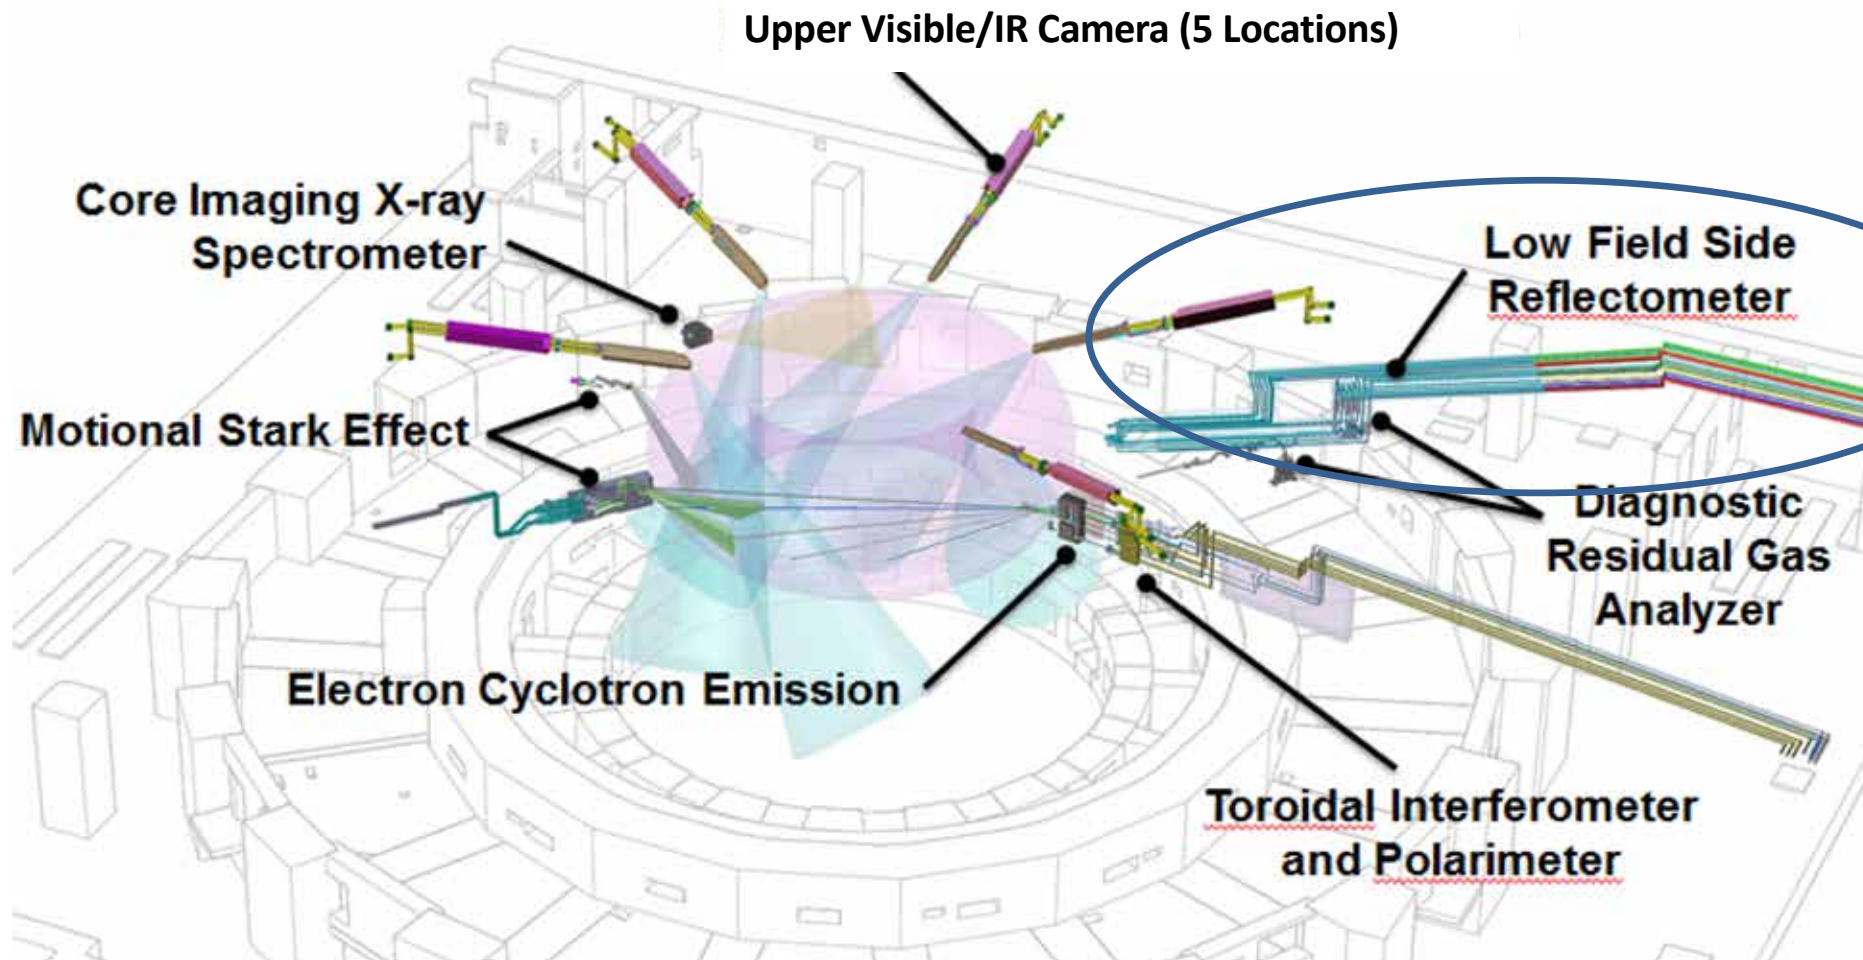 Upper Visible/IR Camera (5 Locations)
Core Imaging X-ray
Spectrometer
Low Field Side
Reflectometer
Motional Stark Effect
Diagnostic
Residual Gas
Analyzer
Electron Cyclotron Emission
Toroidal Interferometer
and Polarimeter